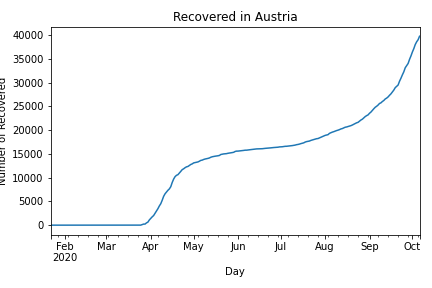 Recovered in Austria
Number of Recovered
40000
35000
30000
25000
20000
15000
10000
5000
0
Feb Mar Apr May Jun Jul Aug Sep Oct
2020
Day